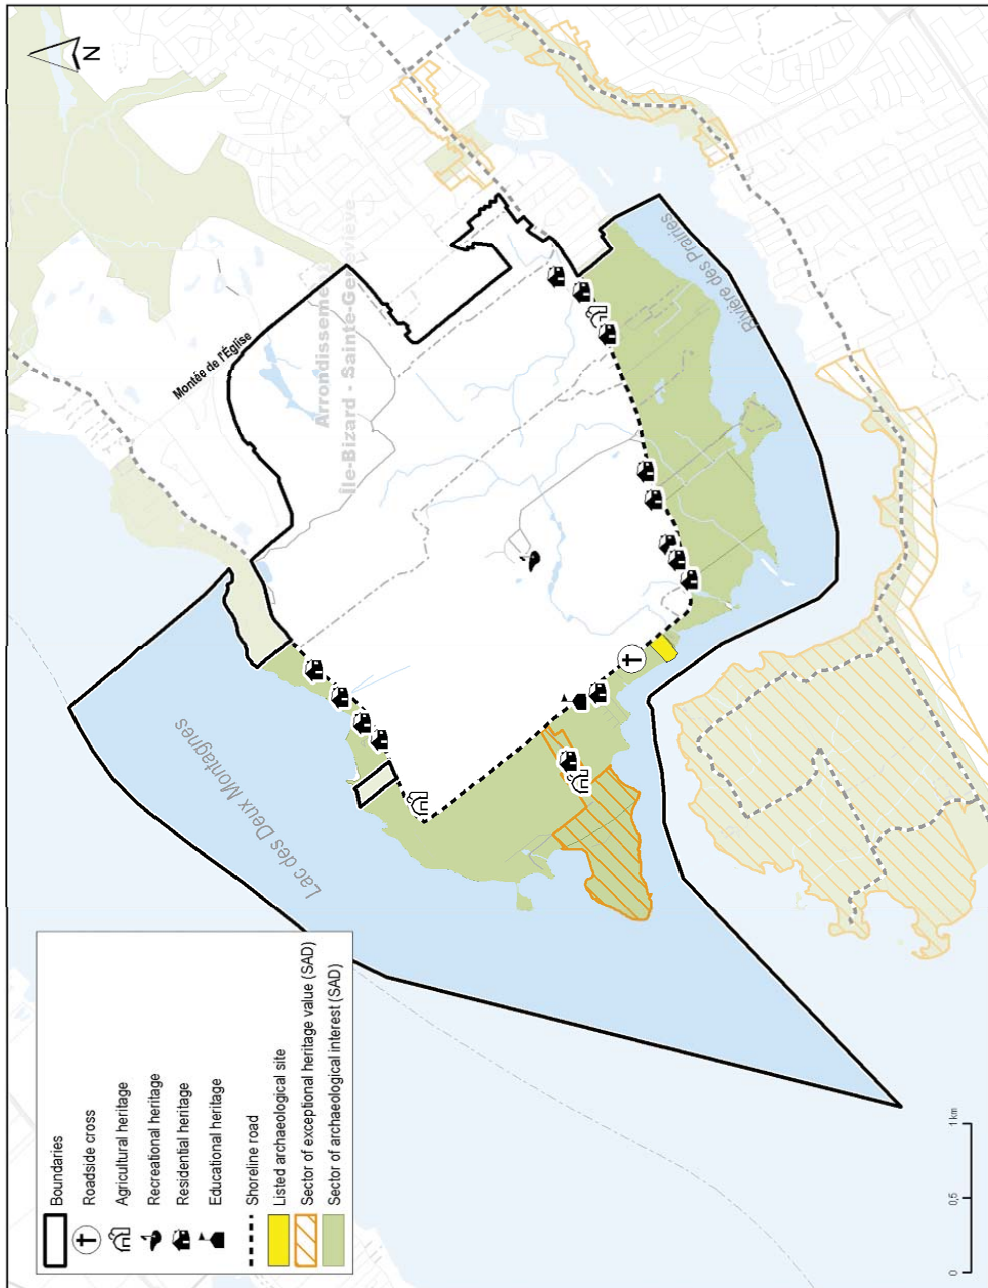 N
Montée de l'Église
Arrondissement
Île-Bizard - Sainte-Geneviève
Rivière des Prairies
Lac des Deux Montagnes
Boundaries
Roadside cross
Agricultural heritage
Recreational heritage
Residential heritage
Educational heritage
Shoreline road
Listed archaeological site
Sector of exceptional heritage value (SAD)
Sector of archaeological interest (SAD)
0 0,5 1 km